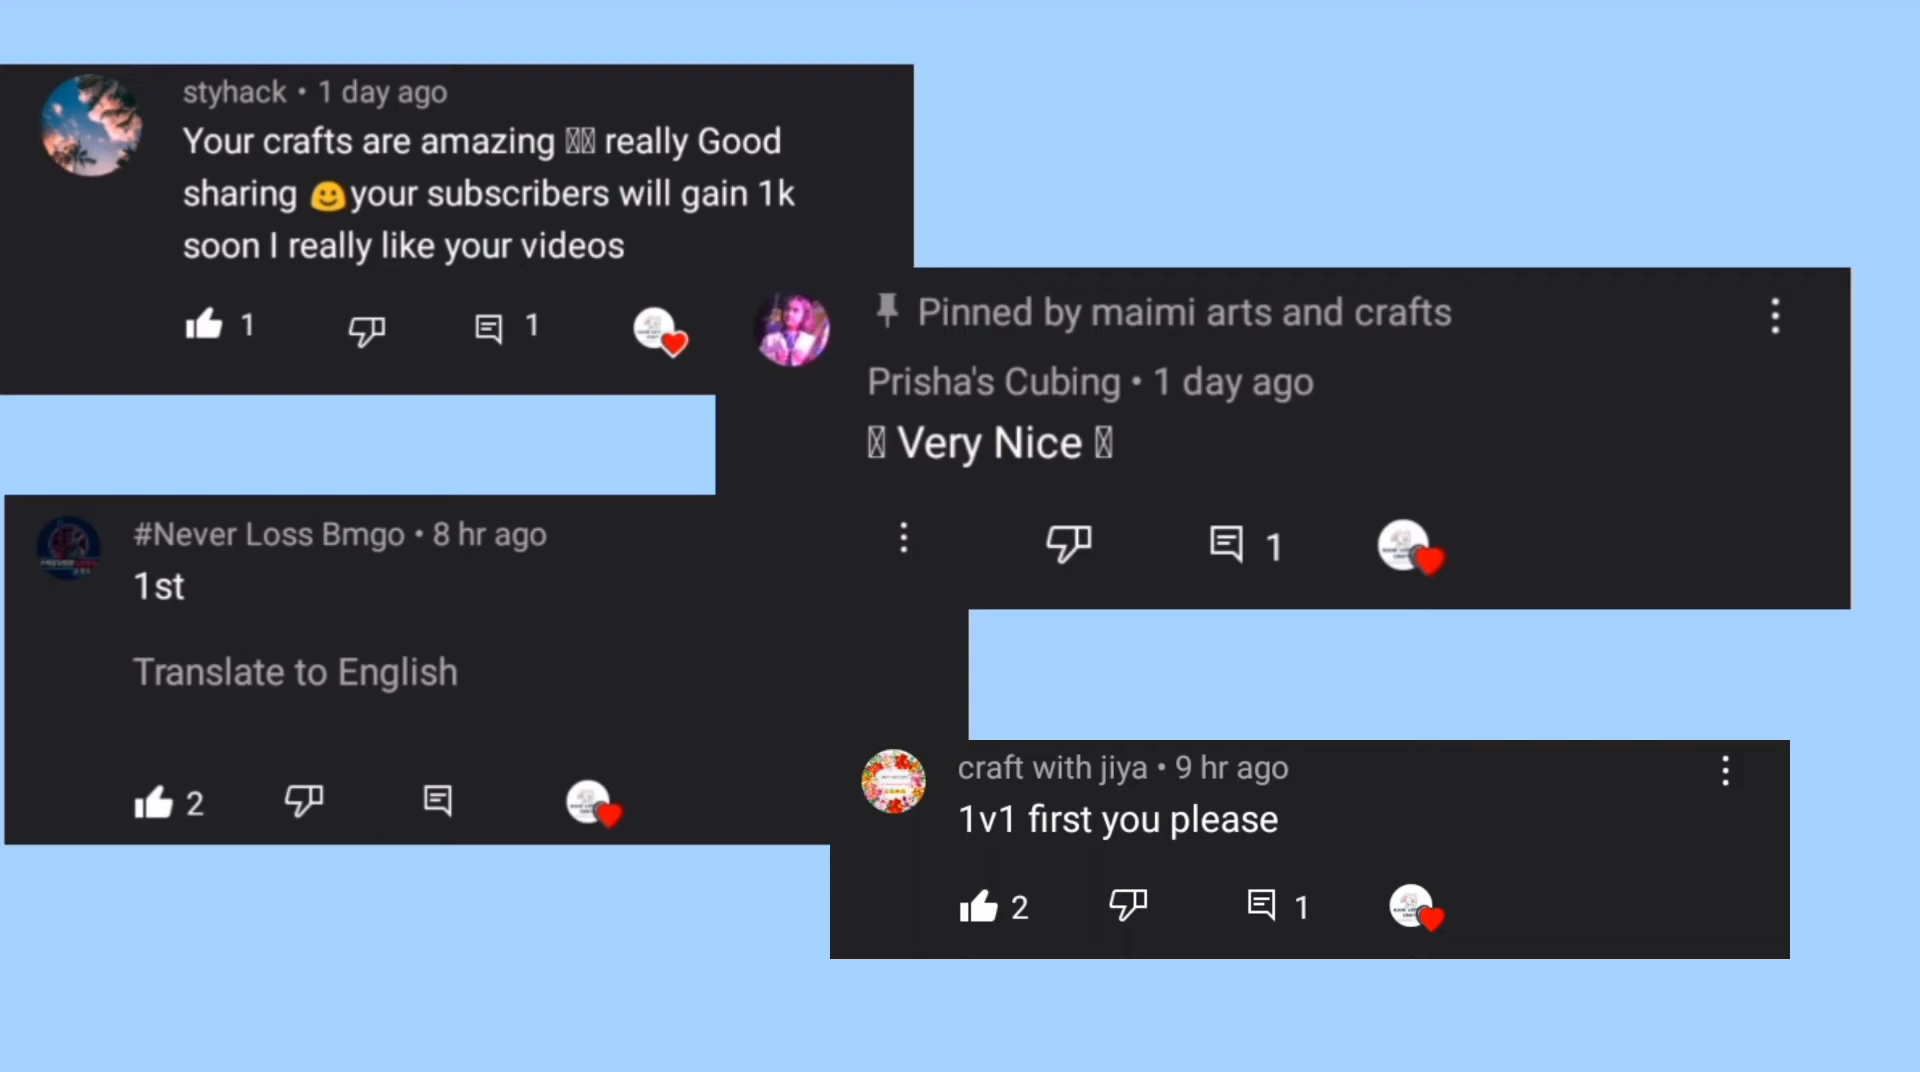 styhack • 1 day ago
Your crafts are amazing really Good
sharing 🙂your subscribers will gain 1k
soon I really like your videos
1
1
Pinned by maimi arts and crafts
Prisha's Cubing • 1 day ago
Very Nice
1
#Never Loss Bmgo • 8 hr ago
1st
Translate to English
2
craft with jiya • 9 hr ago
1v1 first you please
2
1